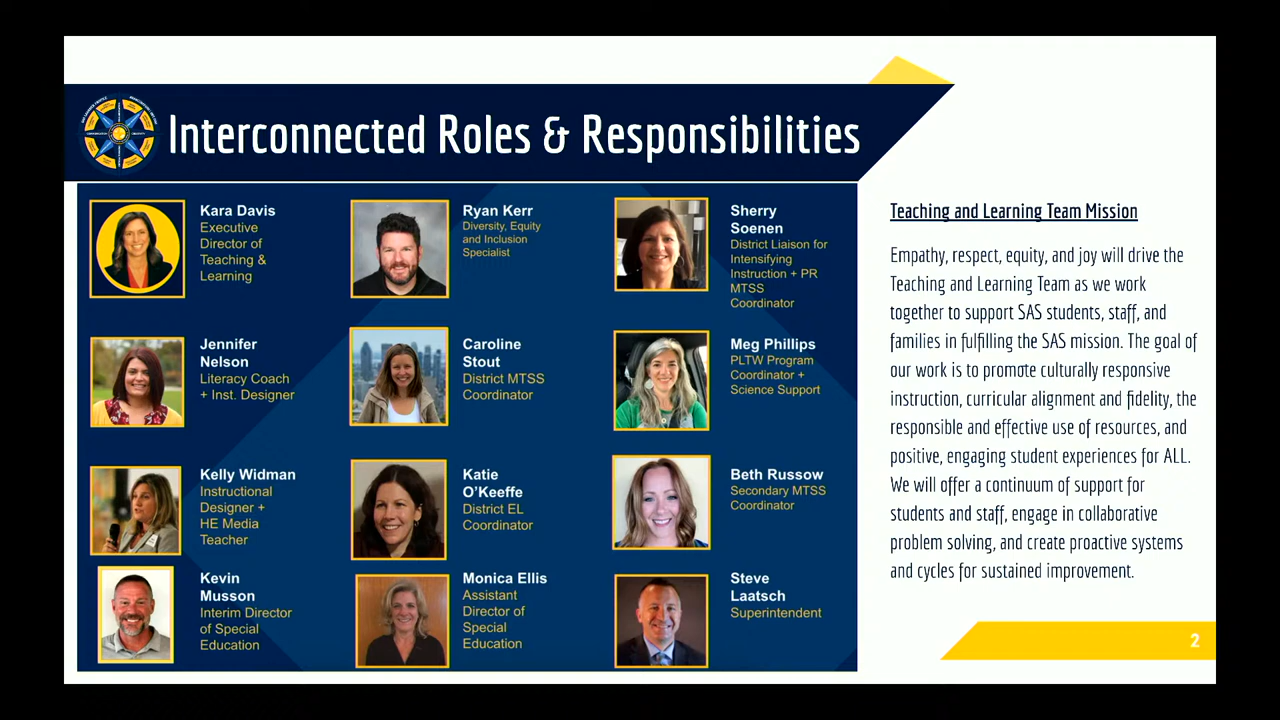 Interconnected Roles & Responsibilities
Kara Davis
Executive
Director of
Teaching &
Learning
Ryan Kerr
Diversity, Equity
and Inclusion
Specialist
Sherry
Soenen
District Liaison for
Intensifying
Instruction + PR
MTSS
Coordinator
Jennifer
Nelson
Literacy Coach
+ Inst. Designer
Caroline
Stout
District MTSS
Coordinator
Meg Phillips
PLTW Program
Coordinator +
Science Support
Kelly Widman
Instructional
Designer +
HE Media
Teacher
Katie
O'Keeffe
District EL
Coordinator
Beth Russow
Secondary MTSS
Coordinator
Kevin
Musson
Interim Director
of Special
Education
Monica Ellis
Assistant
Director of
Special
Education
Steve
Laatsch
Superintendent
Teaching and Learning Team Mission
Empathy, respect, equity, and joy will drive the
Teaching and Learning Team as we work
together to support SAS students, staff, and
families in fulfilling the SAS mission. The goal of
our work is to promote culturally responsive
instruction, curricular alignment and fidelity, the
responsible and effective use of resources, and
positive, engaging student experiences for ALL.
We will offer a continuum of support for
students and staff, engage in collaborative
problem solving, and create proactive systems
and cycles for sustained improvement.
2